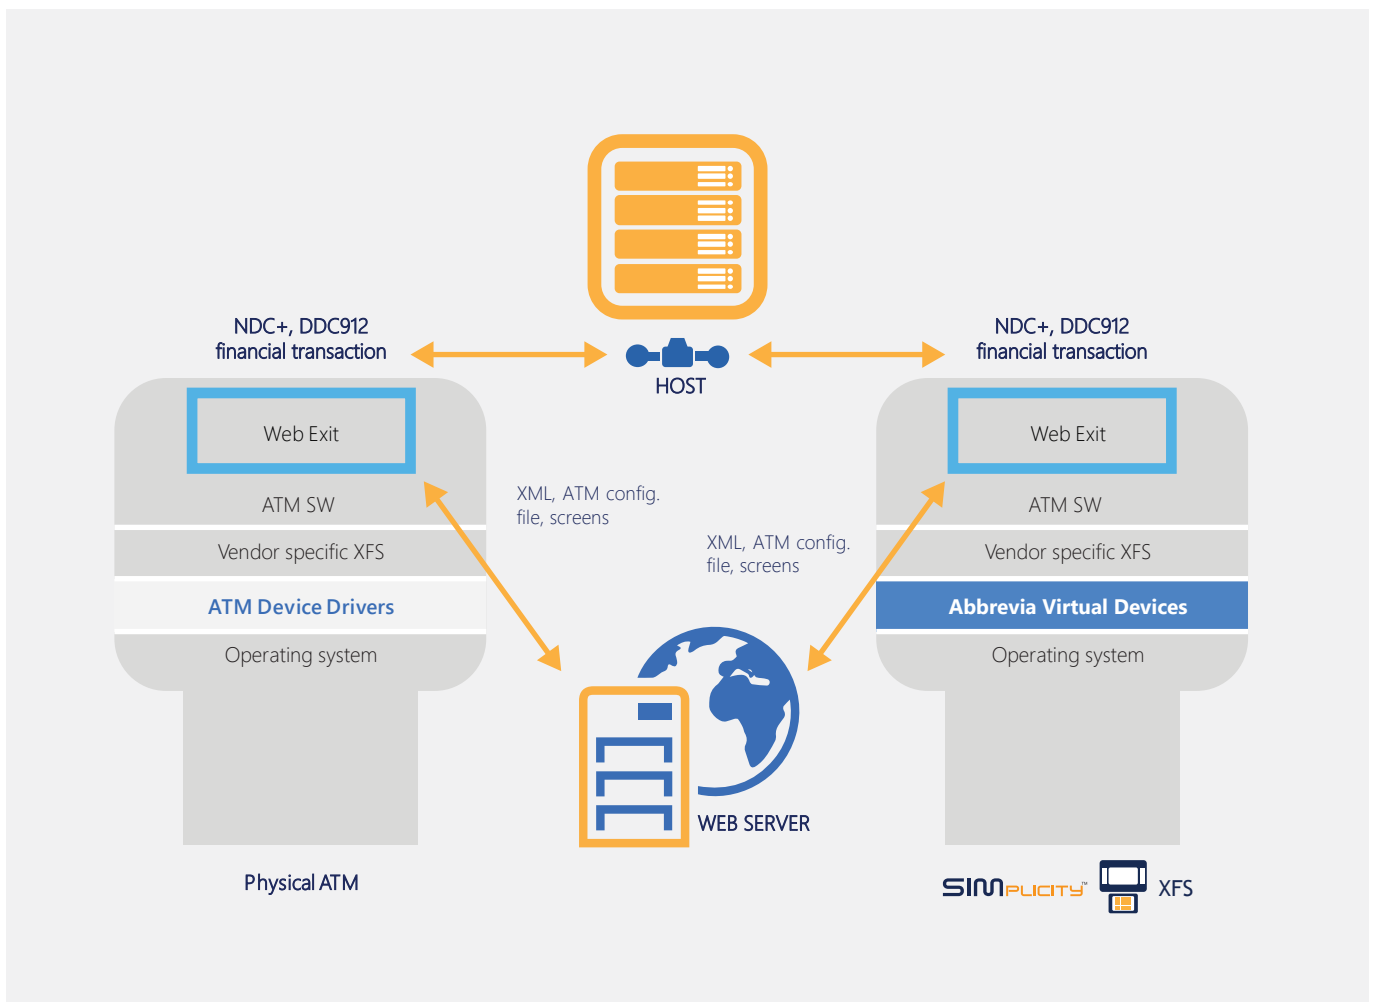 NDC+, DDC912
financial transaction
NDC+, DDC912
financial transaction
HOST
Web Exit
Web Exit
XML, ATM config.
file, screens
ATM SW
ATM SW
XML, ATM config.
file, screens
Vendor specific XFS
Vendor specific XFS
ATM Device Drivers
Abbrevia Virtual Devices
Operating system
Operating system
WEB SERVER
Physical ATM
SIMPLICITY™ XFS